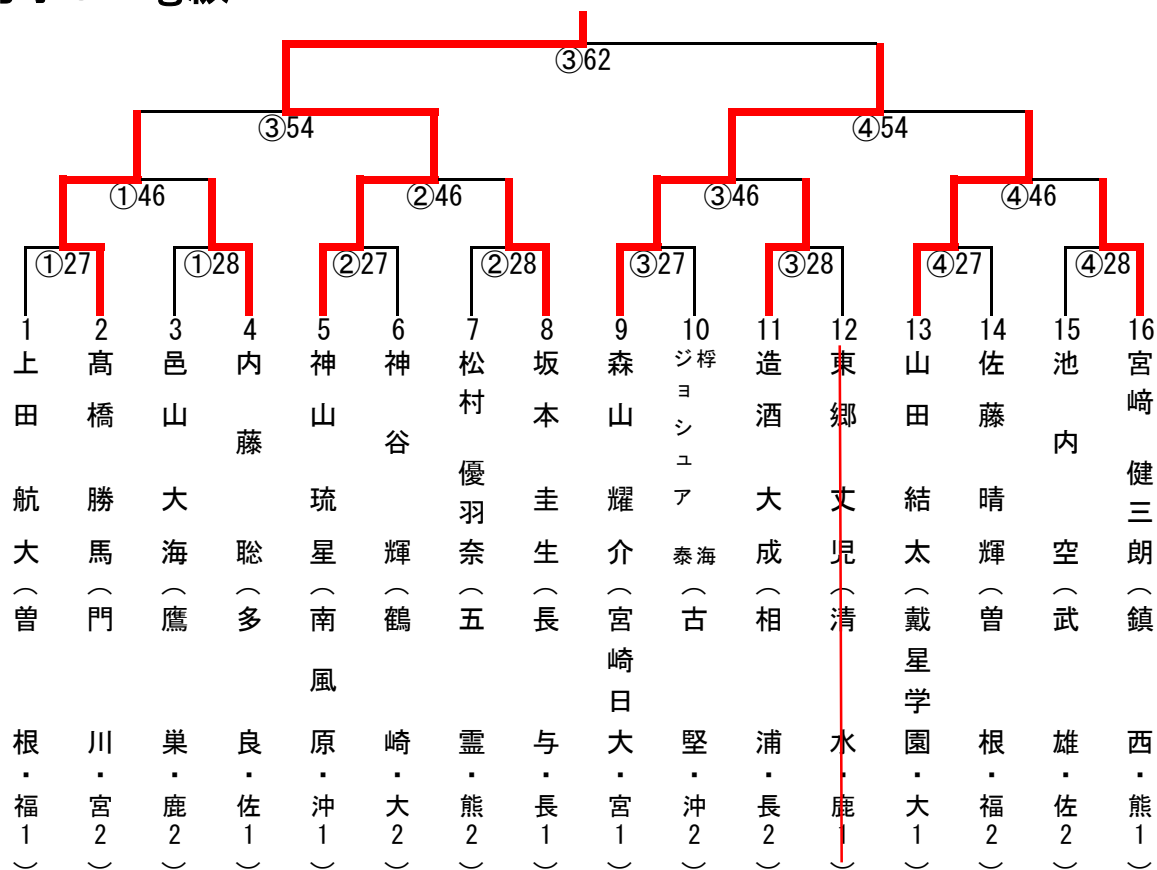 ③62
③54
④54
①46
②46
③46
④46
①27
①28
②27
②28
③27
③28
④27
④28
1 上田航大（曽根・福1）
2 髙橋勝馬（門川・宮2）
3 邑山大海（鷹巣・鹿2）
4 内藤聡（多良・佐1）
5 神山琉星（南風原・沖1）
6 神谷輝（鶴崎・大2）
7 松村優羽奈（五霊・熊2）
8 坂本圭生（長与・長1）
9 森山耀介（宮崎日大・宮1）
10 桴海ジョシュア泰（古堅・沖2）
11 造酒大成（相浦・長2）
12 東郷丈児（清水・鹿1）
13 山田結太（戴星学園・大1）
14 佐藤晴輝（曽根・福2）
15 池内空（武雄・佐2）
16 宮﨑健三朗（鎮西・熊1）